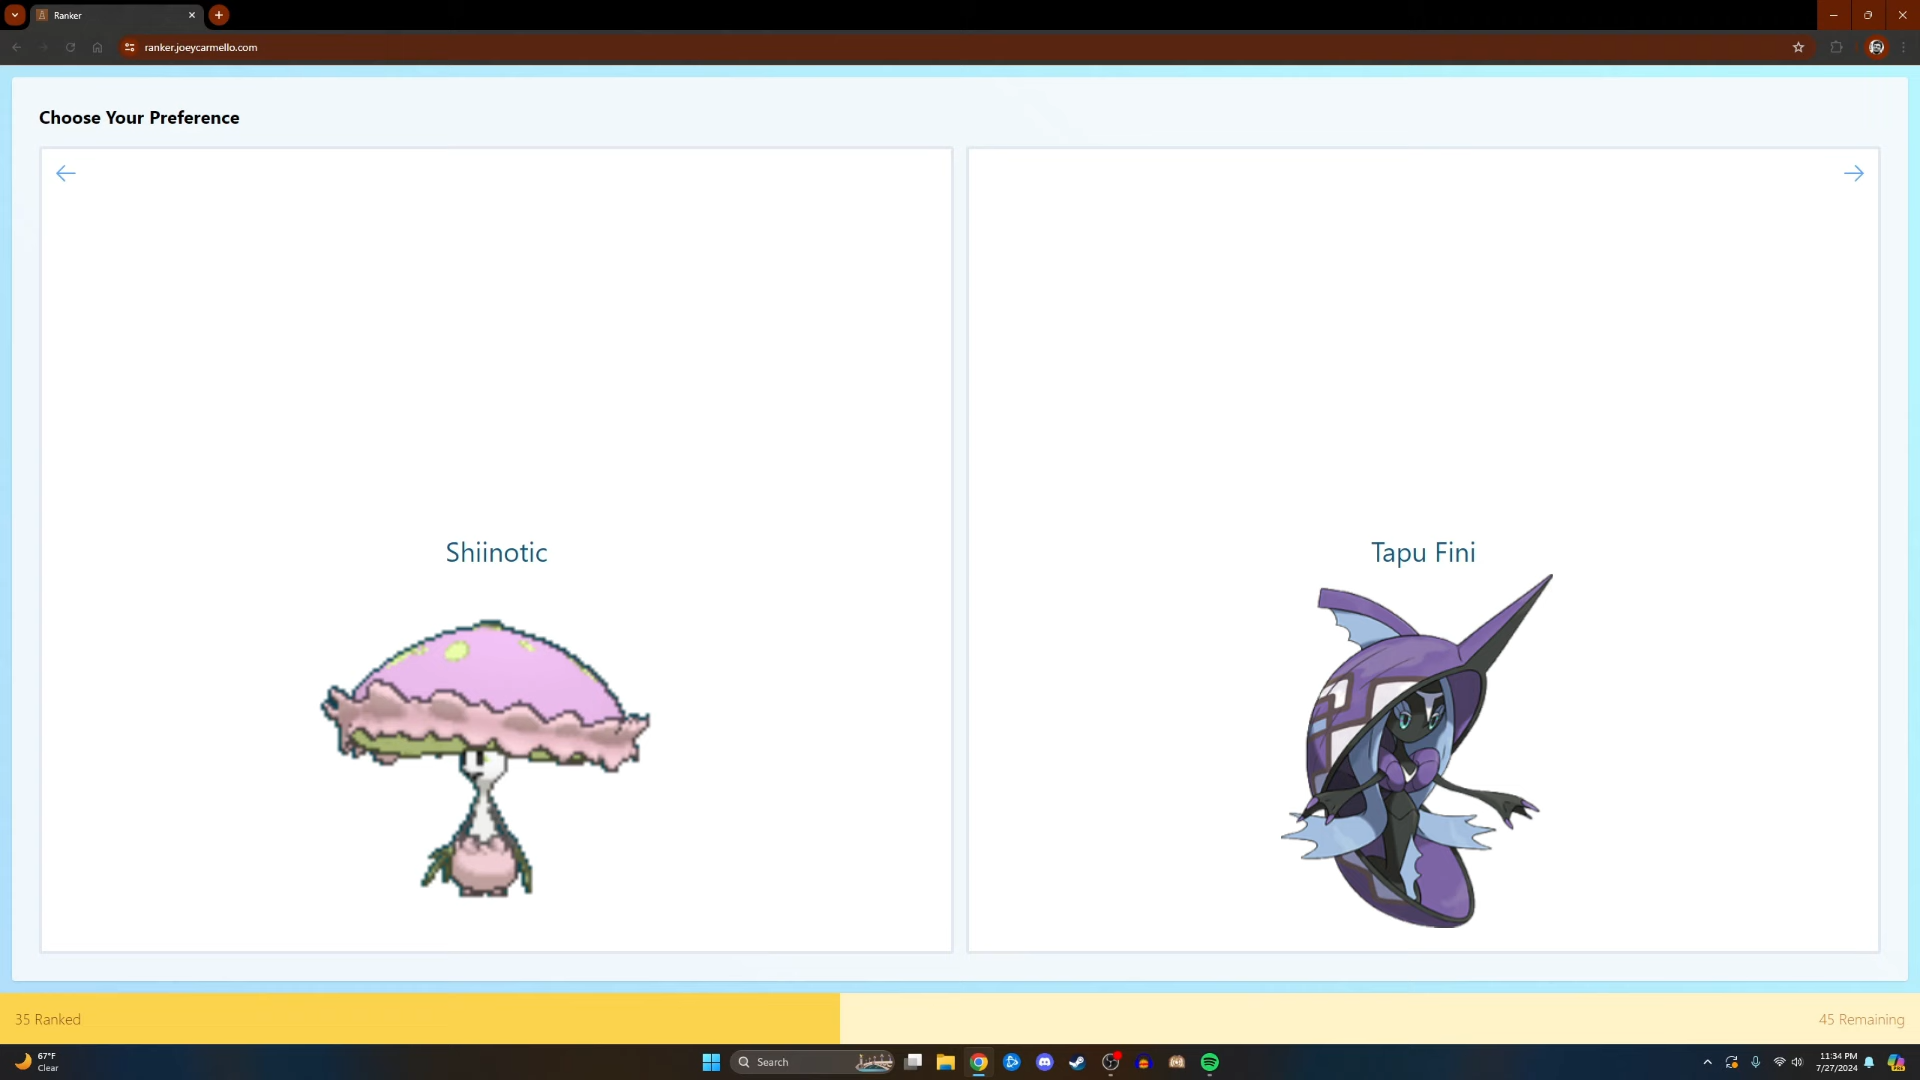 Ranker
ranker.joeycarmello.com
Choose Your Preference
Shiinotic
Tapu Fini
35 Ranked
45 Remaining
67°F
Clear
Search
11:34 PM
7/27/2024